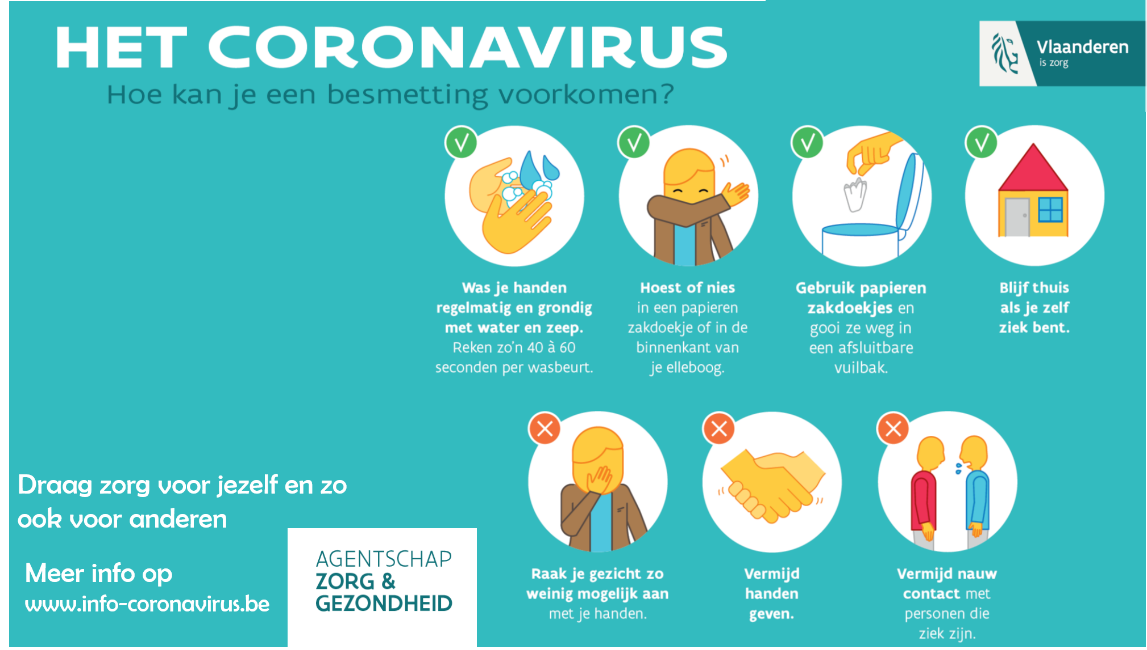 HET CORONAVIRUS
Hoe kan je een besmetting voorkomen?
Vlaanderen
is zorg
Was je handen
regelmatig en grondig
met water en zeep.
Reken zo'n 40 à 60
seconden per wasbeurt.
Hoest of nies
in een papieren
zakdoekje of in de
binnenkant van
je elleboog.
Gebruik papieren
zakdoekjes en
gooi ze weg in
een afsluitbare
vuilbak.
Blijf thuis
als je zelf
ziek bent.
Raak je gezicht zo
weinig mogelijk aan
met je handen.
Vermijd
handen
geven.
Vermijd nauw
contact met
personen die
ziek zijn.
Draag zorg voor jezelf en zo
ook voor anderen
Meer info op
www.info-coronavirus.be
AGENTSCHAP
ZORG &
GEZONDHEID